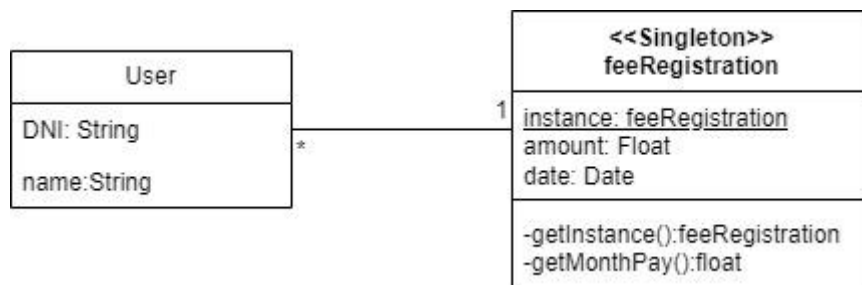 User
DNI: String
name:String
*
1
<<Singleton>>
feeRegistration
instance: feeRegistration
amount: Float
date: Date
-getInstance():feeRegistration
-getMonthPay():float